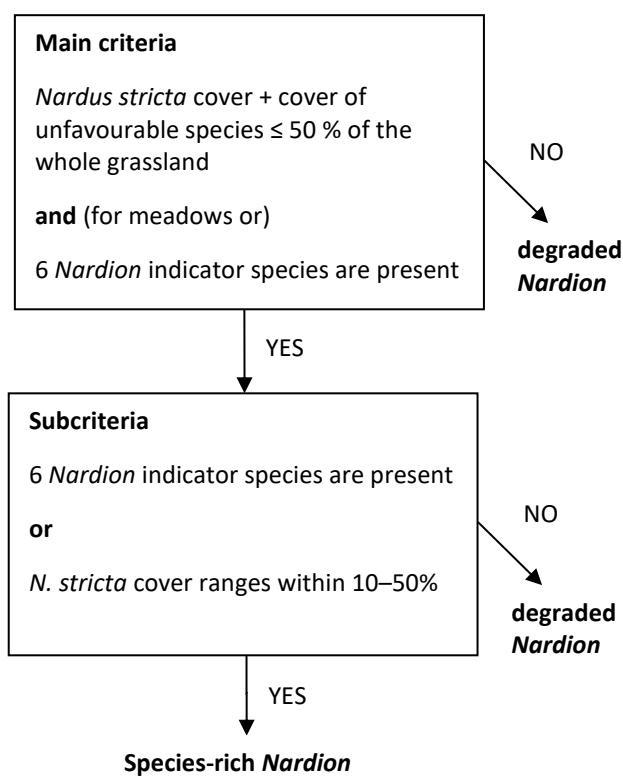 Main criteria
Nardus stricta cover + cover of
unfavourable species ≤ 50 % of the
whole grassland
and (for meadows or)
6 Nardion indicator species are present
NO
degraded
Nardion
YES
Subcriteria
6 Nardion indicator species are present
or
N. stricta cover ranges within 10–50%
NO
degraded
Nardion
YES
Species-rich Nardion